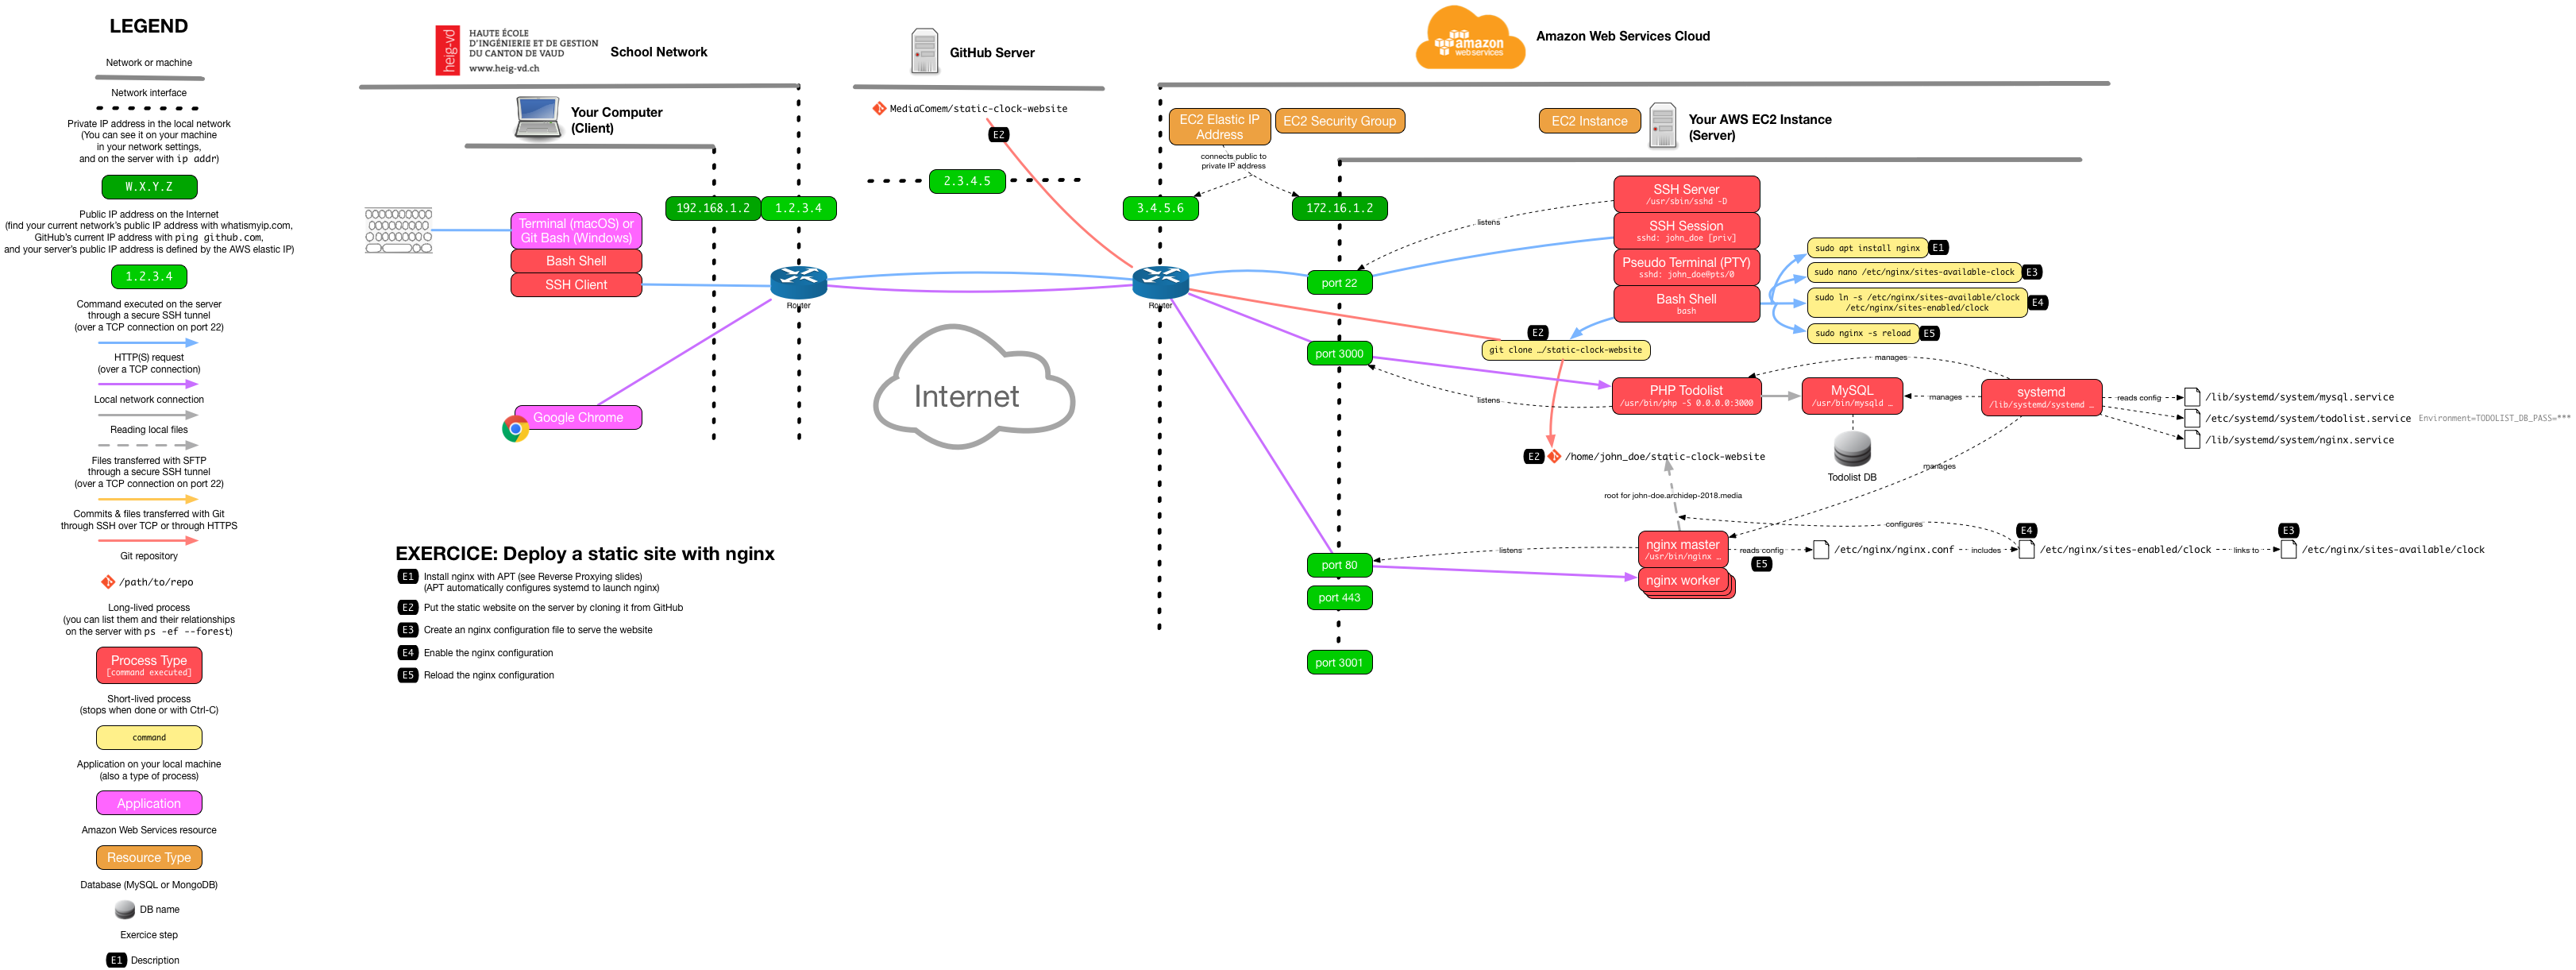 LEGEND
Network or machine
Network interface
Private IP address in the local network
(You can see it on your machine
in your network settings,
and on the server with ip addr)
W.X.Y.Z
Public IP address on the Internet
(find your current network's public IP address with whatismyip.com,
GitHub's current IP address with ping github.com,
and your server's public IP address is defined by the AWS elastic IP)
1.2.3.4
Command executed on the server
through a secure SSH tunnel
(over a TCP connection on port 22)
HTTP(S) request
(over a TCP connection)
Local network connection
Reading local files
Files transferred with SFTP
through a secure SSH tunnel
(over a TCP connection on port 22)
Commits & files transferred with Git
through SSH over TCP or through HTTPS
Git repository
/path/to/repo
Long-lived process
(you can list them and their relationships
on the server with ps -ef --forest)
Process Type
[command executed]
Short-lived process
(stops when done or with Ctrl-C)
command
Application on your local machine
(also a type of process)
Application
Amazon Web Services resource
Resource Type
Database (MySQL or MongoDB)
DB name
Exercice step
E1 Description
heig-vd
HAUTE ÉCOLE
D'INGÉNIERIE ET DE GESTION
DU CANTON DE VAUD
www.heig-vd.ch
School Network
Your Computer
(Client)
192.168.1.2
1.2.3.4
Terminal (macOS) or
Git Bash (Windows)
Bash Shell
SSH Client
Router
Google Chrome
GitHub Server
MediaComem/static-clock-website
E2
2.3.4.5
Internet
amazon
web services
Amazon Web Services Cloud
EC2 Elastic IP
Address
EC2 Security Group
EC2 Instance
Your AWS EC2 Instance
(Server)
connects public to
private IP address
3.4.5.6
172.16.1.2
Router
SSH Server
/usr/sbin/sshd -D
listens
SSH Session
sshd: john_doe [priv]
Pseudo Terminal (PTY)
sshd: john_doe@pts/0
Bash Shell
bash
port 22
sudo apt install nginx E1
sudo nano /etc/nginx/sites-available-clock E3
sudo ln -s /etc/nginx/sites-available/clock
/etc/nginx/sites-enabled/clock
E4
sudo nginx -s reload E5
E2
git clone …/static-clock-website
port 3000
manages
PHP Todolist
/usr/bin/php -S 0.0.0.0:3000
listens
MySQL
/usr/bin/mysqld …
manages
systemd
/lib/systemd/systemd …
reads config
/lib/systemd/system/mysql.service
/etc/systemd/system/todolist.service Environment=TODOLIST_DB_PASS=***
/lib/systemd/system/nginx.service
Todolist DB
E2 /home/john_doe/static-clock-website
manages
root for john-doe.archidep-2018.media
configures
E4
E3
nginx master
/usr/bin/nginx …
listens
reads config
E5
/etc/nginx/nginx.conf
includes
/etc/nginx/sites-enabled/clock
links to
/etc/nginx/sites-available/clock
nginx worker
port 80
port 443
port 3001
EXERCICE: Deploy a static site with nginx
E1 Install nginx with APT (see Reverse Proxying slides)
(APT automatically configures systemd to launch nginx)
E2 Put the static website on the server by cloning it from GitHub
E3 Create an nginx configuration file to serve the website
E4 Enable the nginx configuration
E5 Reload the nginx configuration